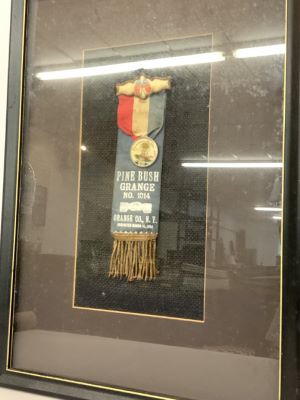 PINE BUSH
GRANGE
NO. 1014
ORANGE CO., N.Y.